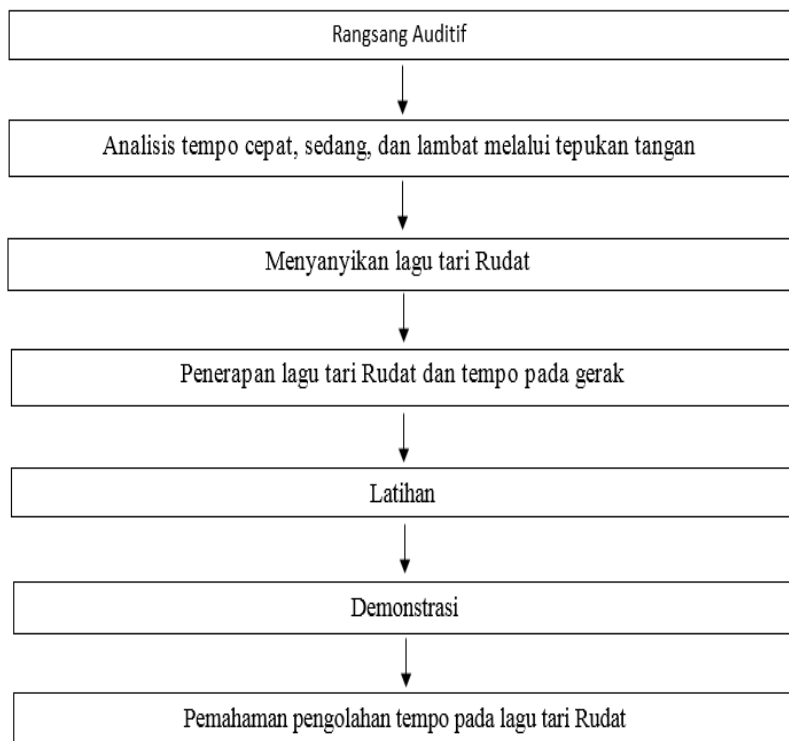 Rangsang Auditif
Analisis tempo cepat, sedang, dan lambat melalui tepukan tangan
Menyanyikan lagu tari Rudat
Penerapan lagu tari Rudat dan tempo pada gerak
Latihan
Demonstrasi
Pemahaman pengolahan tempo pada lagu tari Rudat